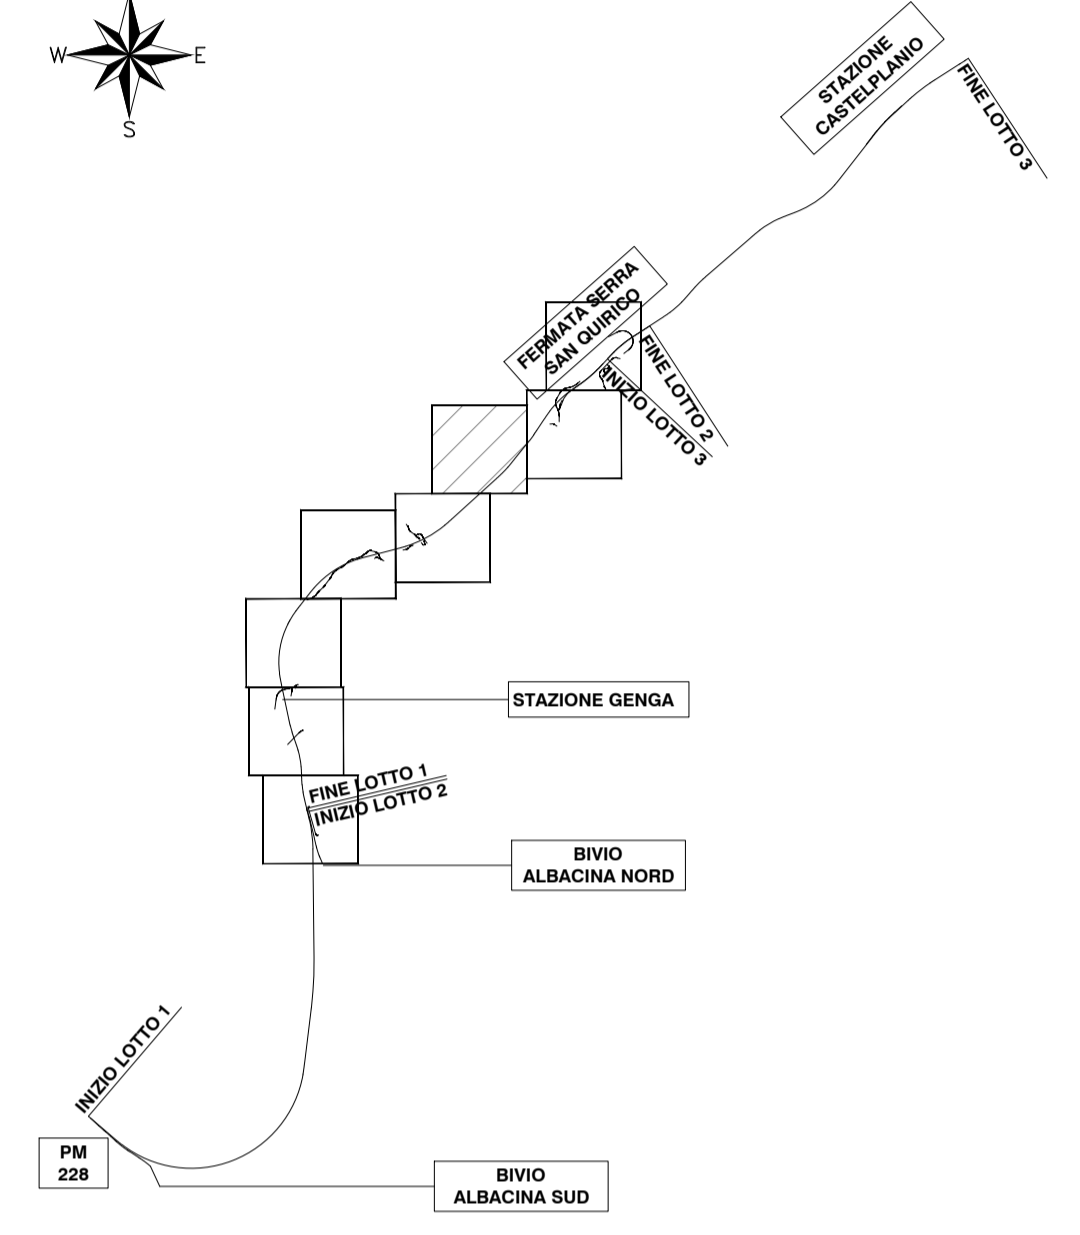 W
E
S
STAZIONE
CASTELPLANIO
FINE LOTTO 3
FERMATA SERRA
SAN QUIRICO
FINE LOTTO 2
INIZIO LOTTO 3
STAZIONE GENGA
FINE LOTTO 1
INIZIO LOTTO 2
BIVIO
ALBACINA NORD
INIZIO LOTTO 1
PM
228
BIVIO
ALBACINA SUD